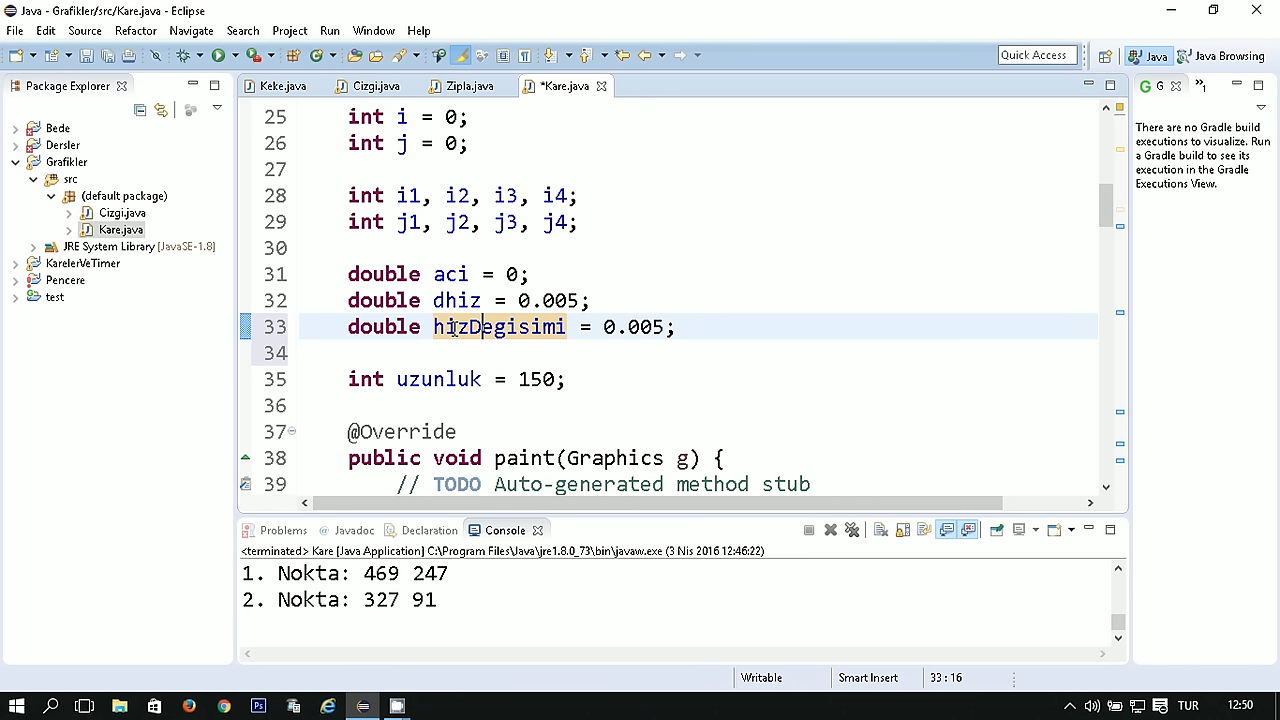 Java - Grafikler/src/Kare.java - Eclipse
File Edit Source Refactor Navigate Search Project Run Window Help
Quick Access
Java
Java Browsing
Package Explorer
Keke.java
Cizgi.java
Zipla.java
*Kare.java
G
Bede
Dersler
Grafikler
src
(default package)
Cizgi.java
Kare.java
JRE System Library [JavaSE-1.8]
KarelerVeTimer
Pencere
test
25 int i = 0;
26 int j = 0;
27
28 int i1, i2, i3, i4;
29 int j1, j2, j3, j4;
30
31 double aci = 0;
32 double dhiz = 0.005;
33 double hizDegisimi = 0.005;
34
35 int uzunluk = 150;
36
37 @Override
38 public void paint(Graphics g) {
39 // TODO Auto-generated method stub
There are no Gradle build
executions to visualize. Run
a Gradle build to see its
execution in the Gradle
Executions View.
Problems @ Javadoc Declaration Console
<terminated> Kare [Java Application] C:\Program Files\Java\jre1.8.0_73\bin\javaw.exe (3 Nis 2016 12:46:22)
1. Nokta: 469 247
2. Nokta: 327 91
Writable
Smart Insert
33 : 16
TUR
12:50